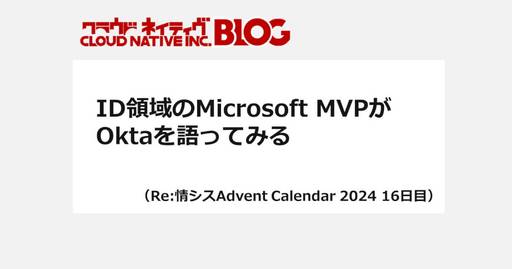 クラウド ネイティヴ
CLOUD NATIVE INC. BLOG
ID領域のMicrosoft MVPが
Oktaを語ってみる
（Re:情シスAdvent Calendar 2024 16日目）